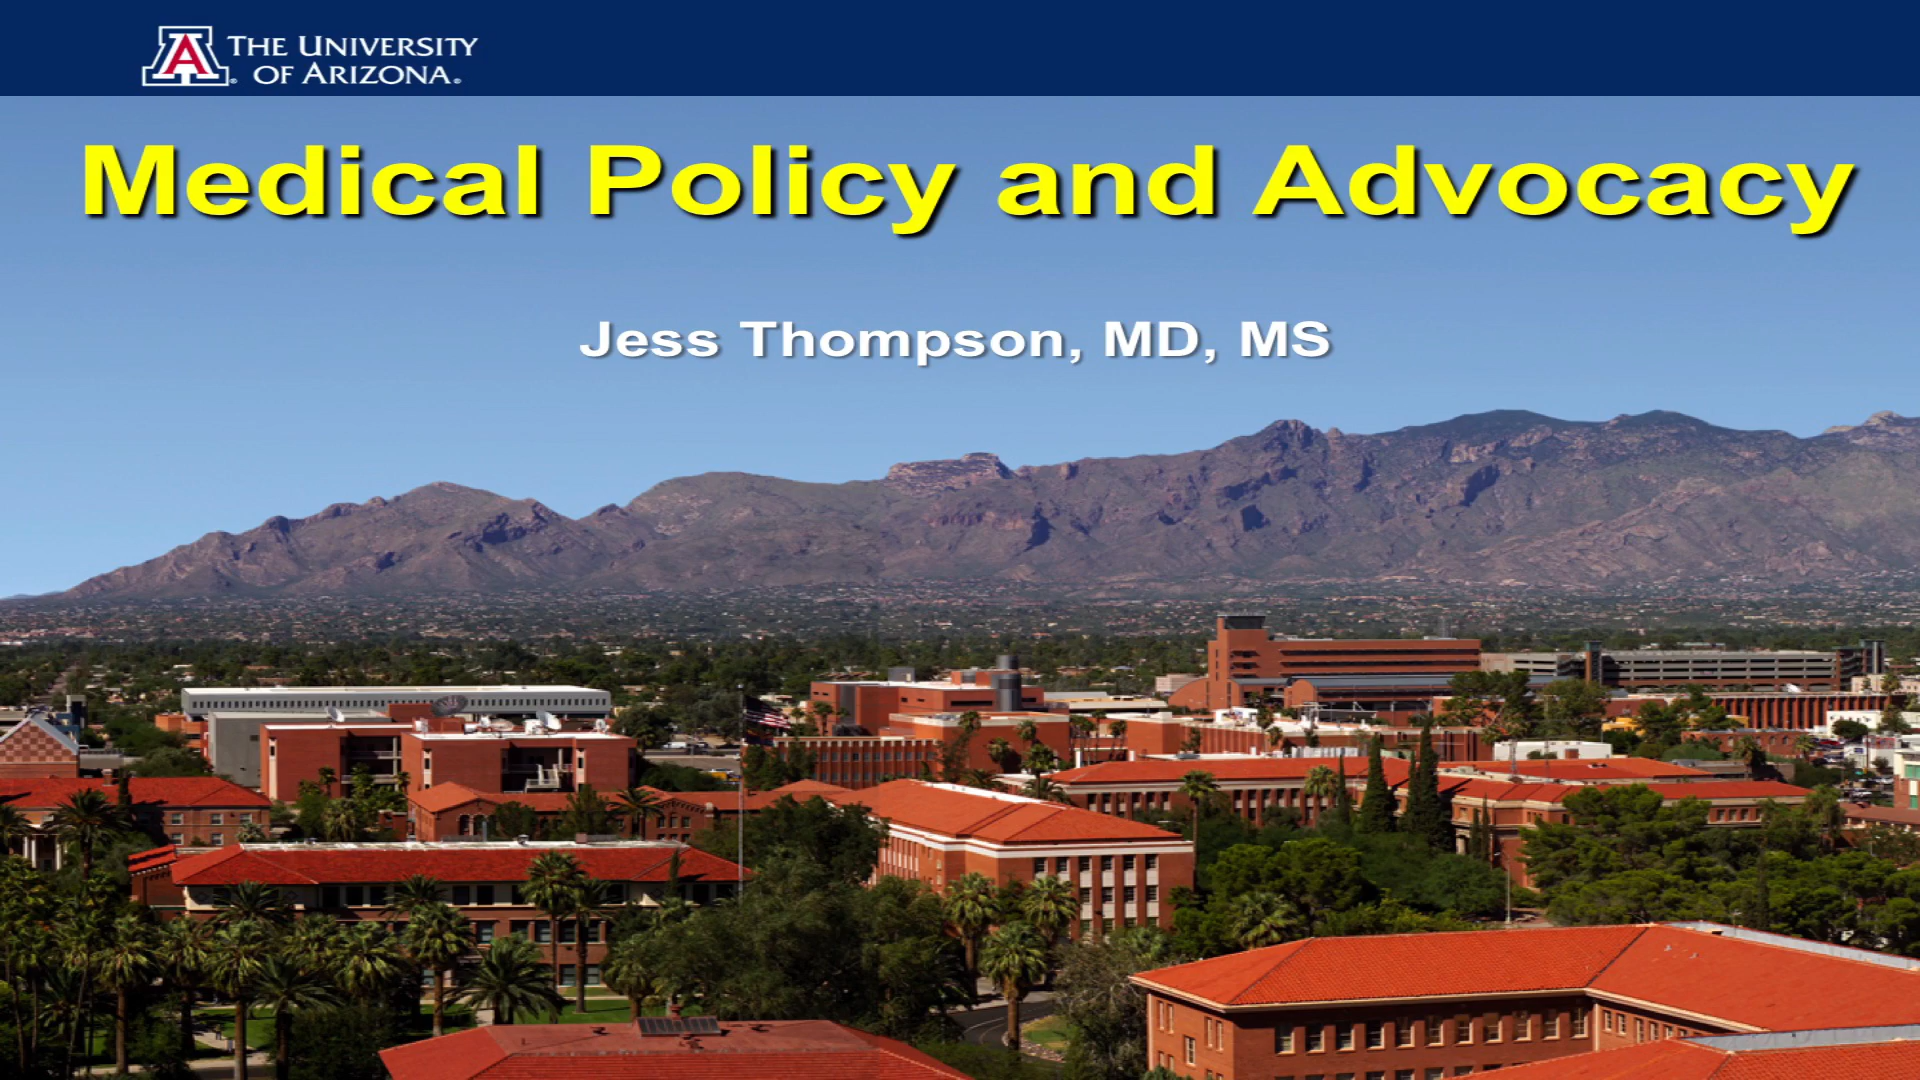 THE UNIVERSITY
OF ARIZONA.
Medical Policy and Advocacy
Jess Thompson, MD, MS